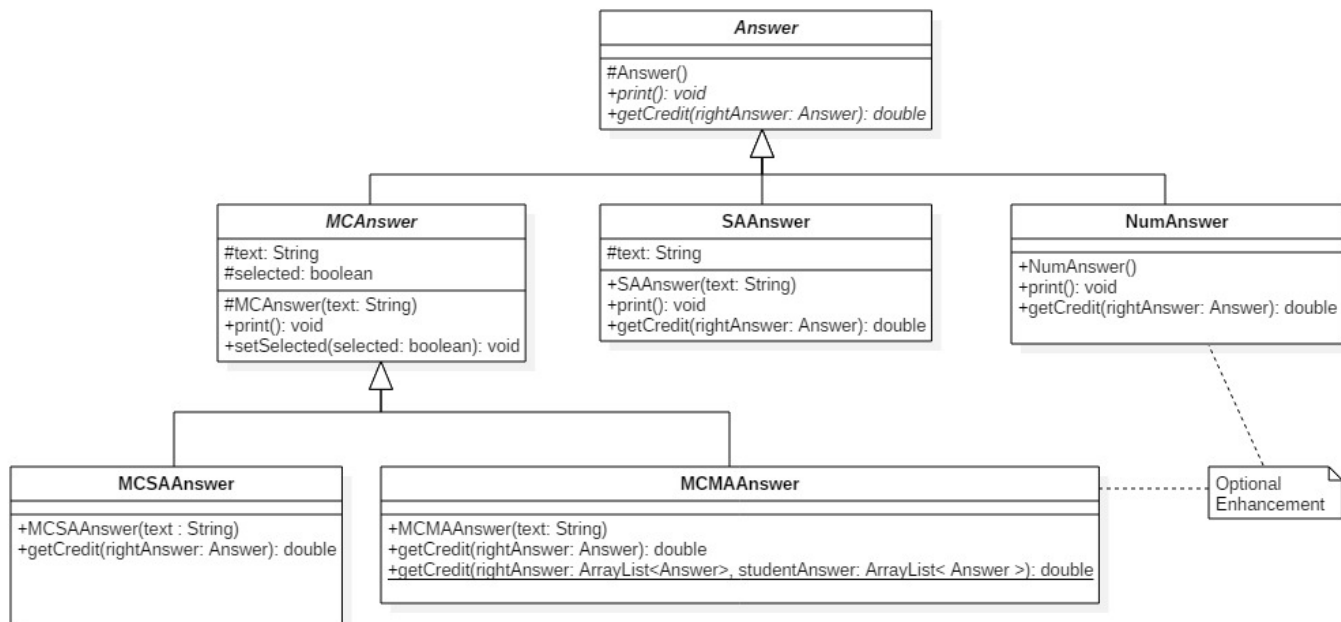 Answer
#Answer()
+print(): void
+getCredit(rightAnswer: Answer): double
MCAnswer
#text: String
#selected: boolean
#MCAnswer(text: String)
+print(): void
+setSelected(selected: boolean): void
SAAnswer
#text: String
+SAAnswer(text: String)
+print(): void
+getCredit(rightAnswer: Answer): double
NumAnswer
+NumAnswer()
+print(): void
+getCredit(rightAnswer: Answer): double
MCSAAnswer
+MCSAAnswer(text : String)
+getCredit(rightAnswer: Answer): double
MCMAAnswer
+MCMAAnswer(text: String)
+getCredit(rightAnswer: Answer): double
+getCredit(rightAnswer: ArrayList<Answer>, studentAnswer: ArrayList< Answer >): double
Optional
Enhancement